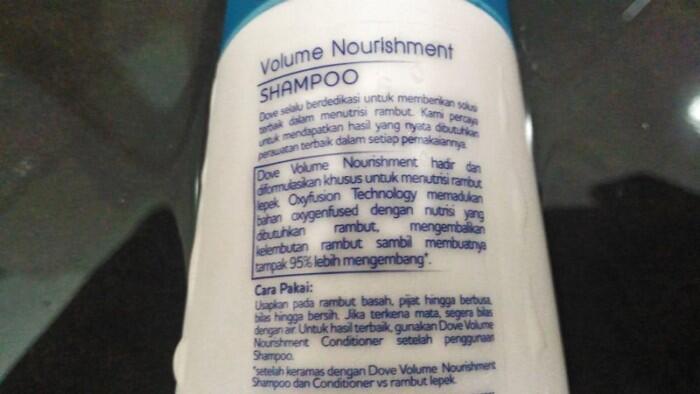 Volume Nourishment
SHAMPOO
Dove selalu berdedikasi untuk memberikan solusi
terbaik dalam menutrisi rambut. Kami percaya
untuk mendapatkan hasil yang nyata dibutuhkan
perawatan terbaik dalam setiap pemakaiannya.
Dove Volume Nourishment hadir dan
diformulasikan khusus untuk menutrisi rambut
lepek. Oxyfusion Technology memadukan
bahan oxygenfused dengan nutrisi yang
dibutuhkan rambut, mengembalikan
kelembutan rambut sambil membuatnya
tampak 95% lebih mengembang*.
Cara Pakai:
Usapkan pada rambut basah, pijat hingga berbusa,
bilas hingga bersih. Jika terkena mata, segera bilas
dengan air. Untuk hasil terbaik, gunakan Dove Volume
Nourishment Conditioner setelah penggunaan
Shampoo.
*setelah keramas dengan Dove Volume Nourishment
Shampoo dan Conditioner vs rambut lepek.